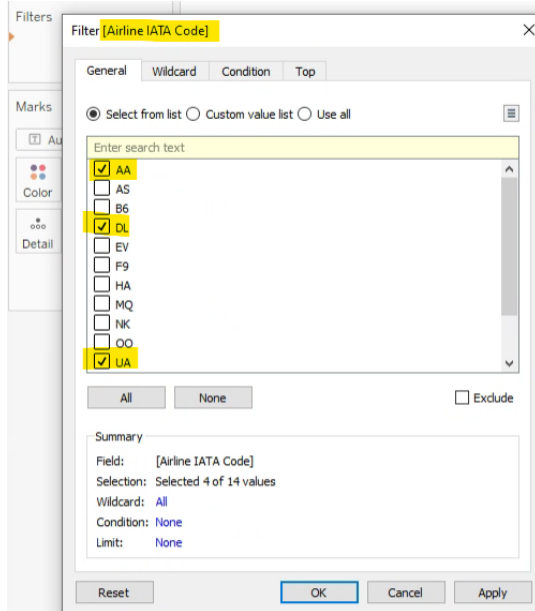 Filters
Filter [Airline IATA Code]
General Wildcard Condition Top
Marks
Select from list Custom value list Use all
Au
Enter search text
AA
AS
B6
DL
EV
F9
HA
MQ
NK
OO
UA
Color
Detail
All None Exclude
Summary
Field: [Airline IATA Code]
Selection: Selected 4 of 14 values
Wildcard: All
Condition: None
Limit: None
Reset OK Cancel Apply